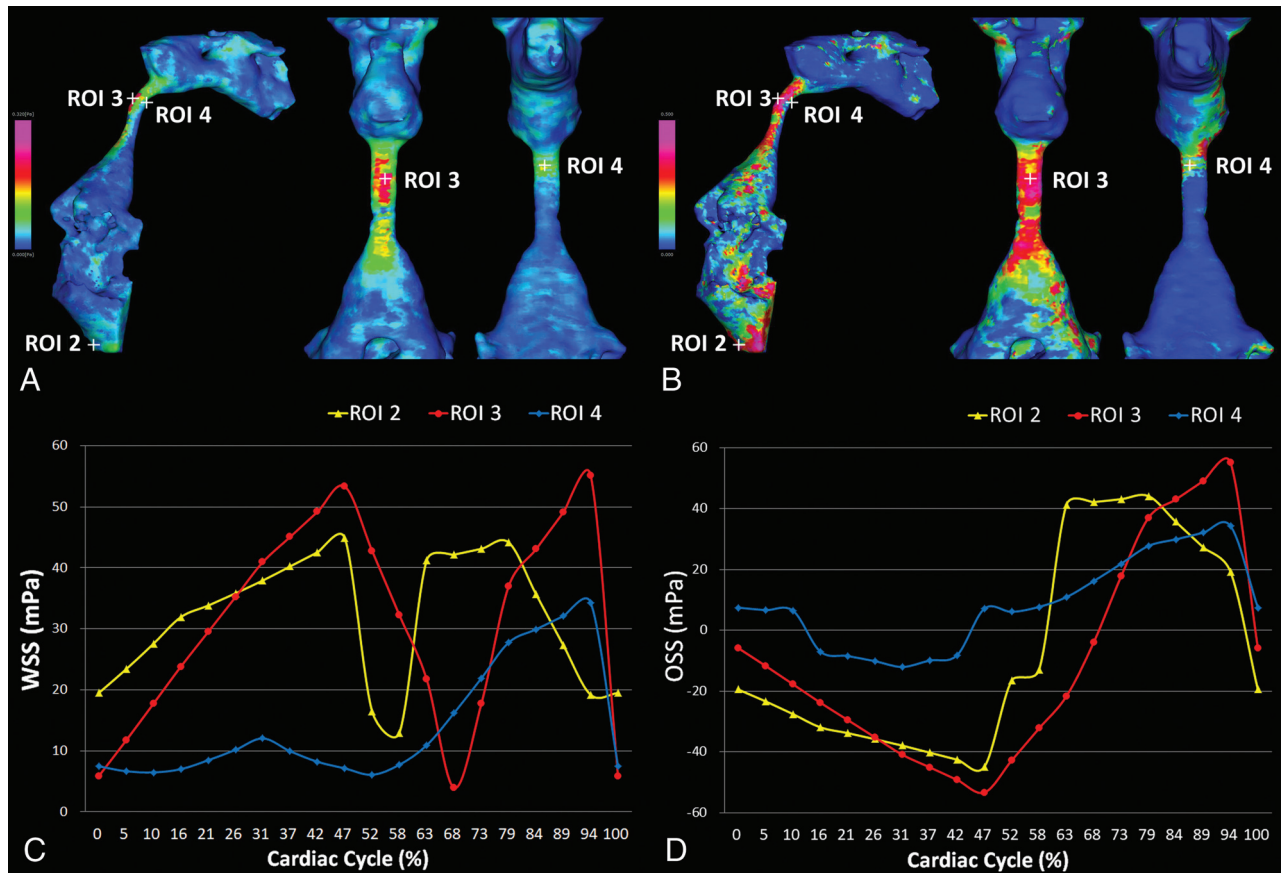 ROI 3
ROI 4
ROI 2
0.320[Pa]
0.000[Pa]
ROI 3
ROI 4
A
ROI 3
ROI 4
ROI 2
0.500
0.000
ROI 3
ROI 4
B
ROI 2 ROI 3 ROI 4
60
50
40
30
20
10
0
WSS (mPa)
0 5 10 16 21 26 31 37 42 47 52 58 63 68 73 79 84 89 94 100
Cardiac Cycle (%)
C
ROI 2 ROI 3 ROI 4
60
40
20
0
-20
-40
-60
OSS (mPa)
0 5 10 16 21 26 31 37 42 47 52 58 63 68 73 79 84 89 94 100
Cardiac Cycle (%)
D